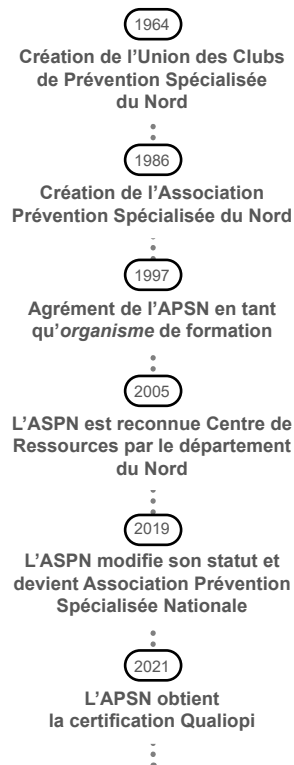 1964
Création de l’Union des Clubs
de Prévention Spécialisée
du Nord
1986
Création de l’Association
Prévention Spécialisée du Nord
1997
Agrément de l’APSN en tant
qu’organisme de formation
2005
L’ASPN est reconnue Centre de
Ressources par le département
du Nord
2019
L’ASPN modifie son statut et
devient Association Prévention
Spécialisée Nationale
2021
L’APSN obtient
la certification Qualiopi